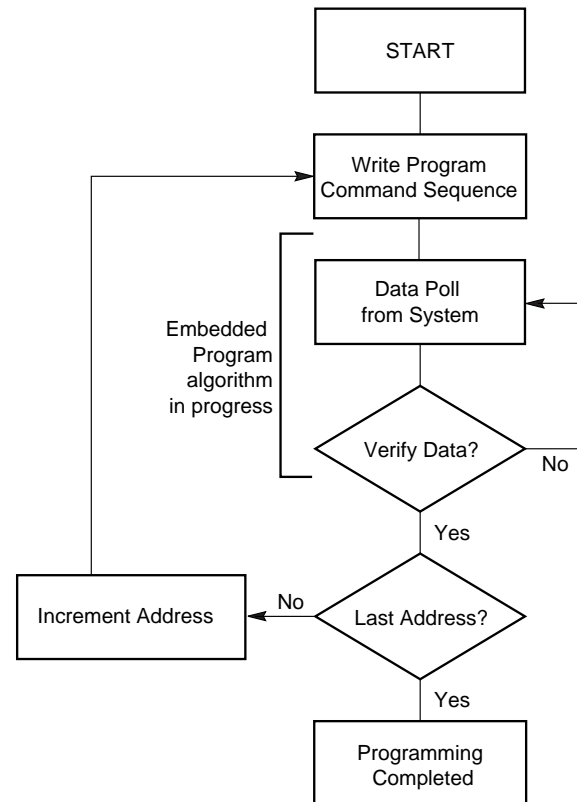 START
Write Program
Command Sequence
Data Poll
from System
Embedded
Program
algorithm
in progress
Verify Data?
No
Yes
Increment Address
No
Last Address?
Yes
Programming
Completed